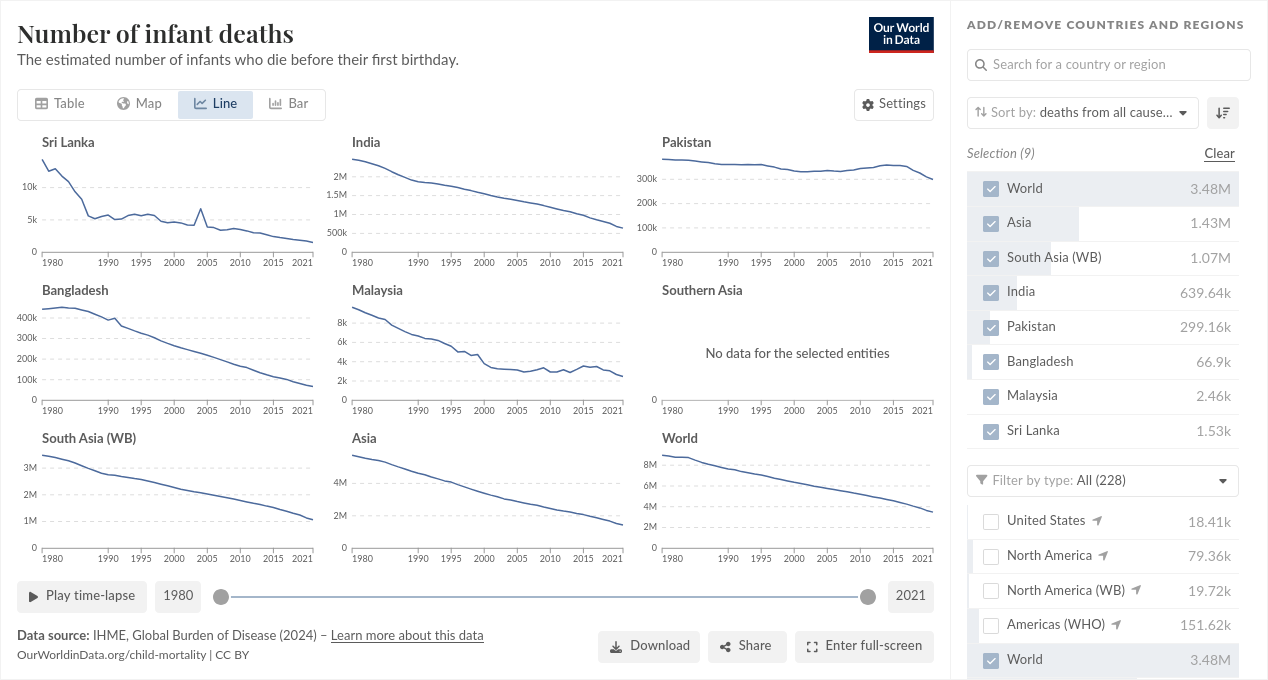 Number of infant deaths
The estimated number of infants who die before their first birthday.
Our World
in Data
Table
Map
Line
Bar
Settings
Sri Lanka
10k
5k
0
1980 1990 1995 2000 2005 2010 2015 2021
India
2M
1.5M
1M
500k
0
1980 1990 1995 2000 2005 2010 2015 2021
Pakistan
300k
200k
100k
0
1980 1990 1995 2000 2005 2010 2015 2021
Bangladesh
400k
300k
200k
100k
0
1980 1990 1995 2000 2005 2010 2015 2021
Malaysia
8k
6k
4k
2k
0
1980 1990 1995 2000 2005 2010 2015 2021
Southern Asia
No data for the selected entities
0
1980 1990 1995 2000 2005 2010 2015 2021
South Asia (WB)
3M
2M
1M
0
1980 1990 1995 2000 2005 2010 2015 2021
Asia
4M
2M
0
1980 1990 1995 2000 2005 2010 2015 2021
World
8M
6M
4M
2M
0
1980 1990 1995 2000 2005 2010 2015 2021
Play time-lapse
1980
2021
Data source: IHME, Global Burden of Disease (2024) – Learn more about this data
OurWorldinData.org/child-mortality | CC BY
Download
Share
Enter full-screen
ADD/REMOVE COUNTRIES AND REGIONS
Search for a country or region
Sort by: deaths from all cause...
Selection (9)
Clear
World 3.48M
Asia 1.43M
South Asia (WB) 1.07M
India 639.64k
Pakistan 299.16k
Bangladesh 66.9k
Malaysia 2.46k
Sri Lanka 1.53k
Filter by type: All (228)
United States 18.41k
North America 79.36k
North America (WB) 19.72k
Americas (WHO) 151.62k
World 3.48M